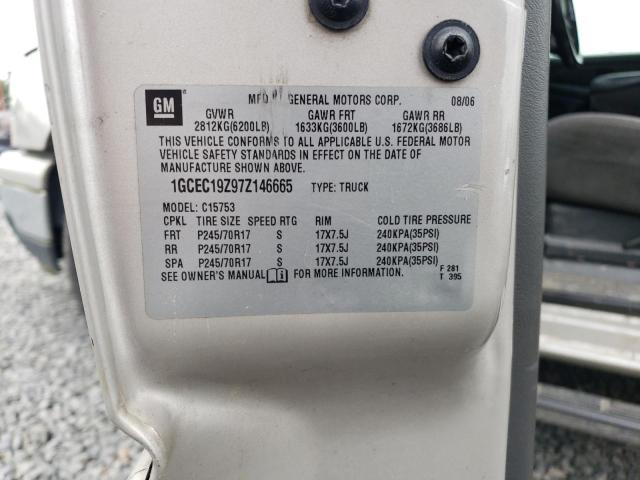 GM
MFD BY GENERAL MOTORS CORP. 08/06
GVWR GAWR FRT GAWR RR
2812KG(6200LB) 1633KG(3600LB) 1672KG(3686LB)
THIS VEHICLE CONFORMS TO ALL APPLICABLE U.S. FEDERAL MOTOR
VEHICLE SAFETY STANDARDS IN EFFECT ON THE DATE OF
MANUFACTURE SHOWN ABOVE.
1GCEC19Z97Z146665 TYPE: TRUCK
MODEL: C15753
CPKL TIRE SIZE SPEED RTG RIM COLD TIRE PRESSURE
FRT P245/70R17 S 17X7.5J 240KPA(35PSI)
RR P245/70R17 S 17X7.5J 240KPA(35PSI)
SPA P245/70R17 S 17X7.5J 240KPA(35PSI)
SEE OWNER'S MANUAL FOR MORE INFORMATION.
F 281
T 395